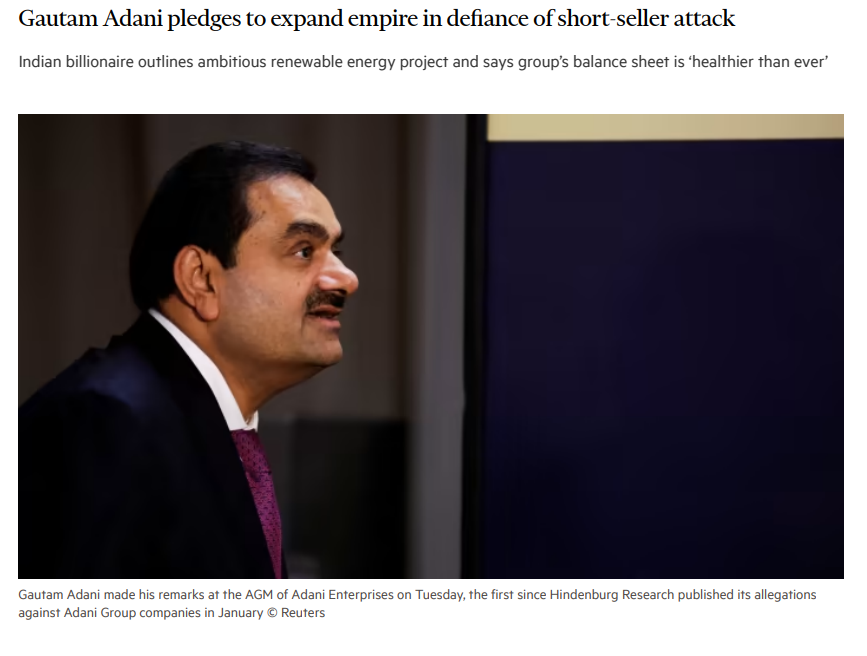 Gautam Adani pledges to expand empire in defiance of short-seller attack
Indian billionaire outlines ambitious renewable energy project and says group’s balance sheet is ‘healthier than ever’
Gautam Adani made his remarks at the AGM of Adani Enterprises on Tuesday, the first since Hindenburg Research published its allegations
against Adani Group companies in January © Reuters